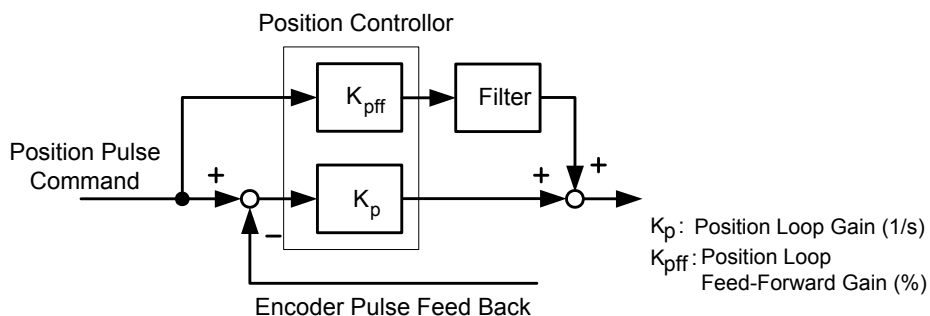 Position Controllor
Kpff
Filter
Position Pulse
Command
+
+
+
Kp
−
Kp: Position Loop Gain (1/s)
Kpff: Position Loop
Feed-Forward Gain (%)
Encoder Pulse Feed Back